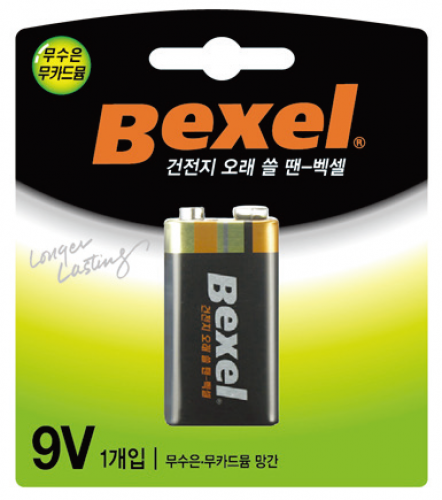 무수은
무카드뮴
Bexel®
건전지 오래 쓸 땐-벡셀
Longer
Lasting
Bexel
건전지 오래 쓸 땐-벡셀
9V 1개입 | 무수은·무카드뮴 망간